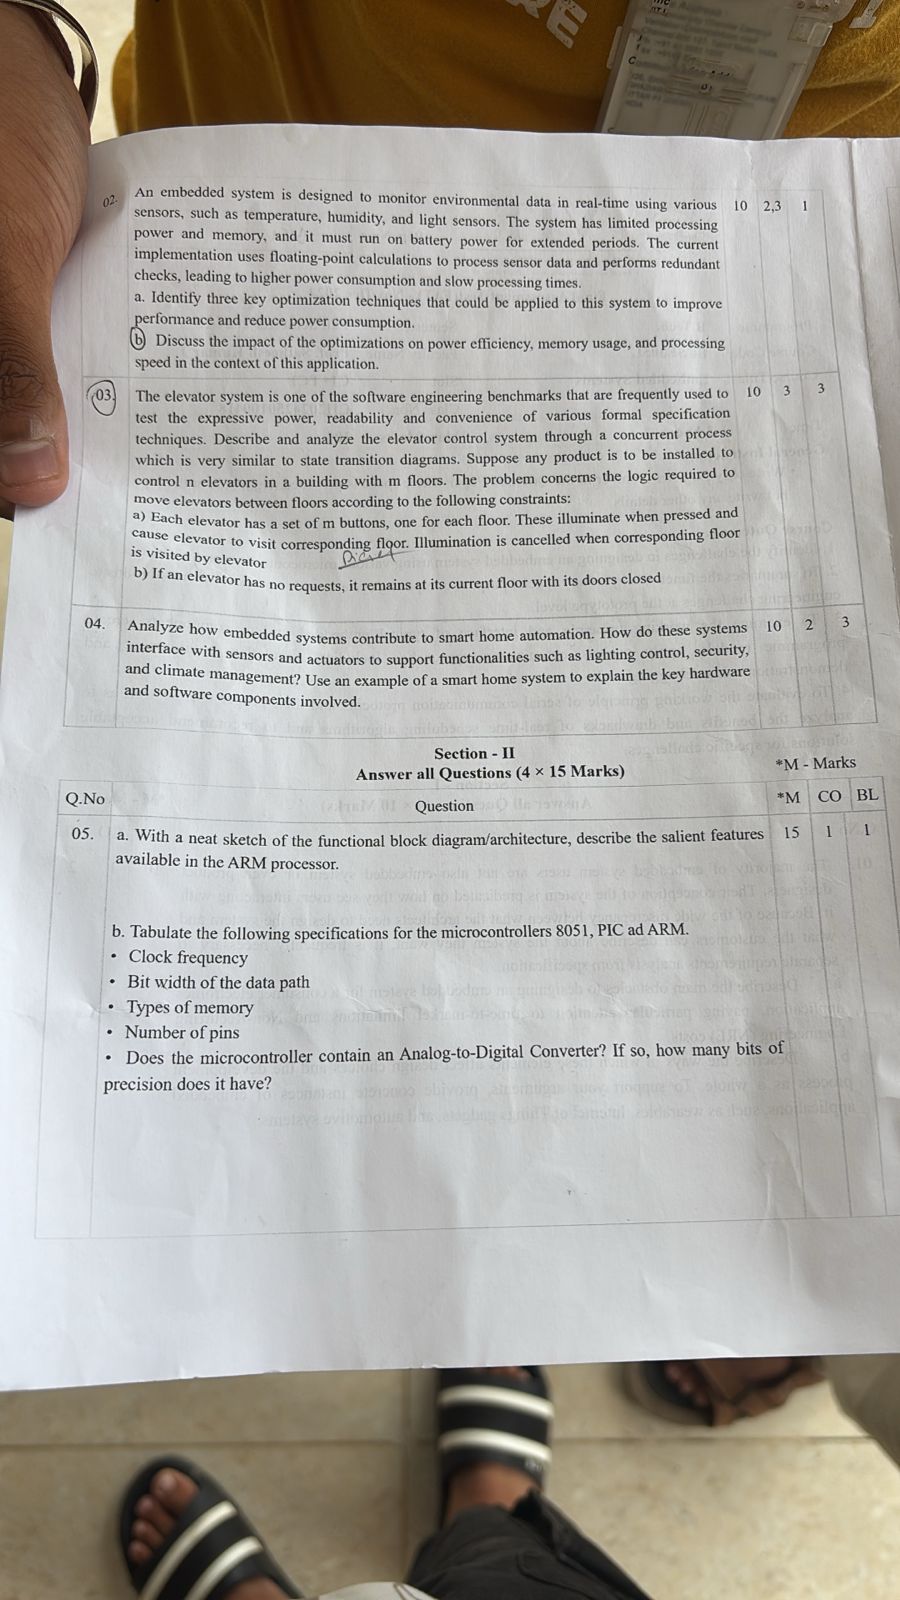 RE
02. An embedded system is designed to monitor environmental data in real-time using various 10 2,3 1
sensors, such as temperature, humidity, and light sensors. The system has limited processing
power and memory, and it must run on battery power for extended periods. The current
implementation uses floating-point calculations to process sensor data and performs redundant
checks, leading to higher power consumption and slow processing times.
a. Identify three key optimization techniques that could be applied to this system to improve
performance and reduce power consumption.
b) Discuss the impact of the optimizations on power efficiency, memory usage, and processing
speed in the context of this application.
03. The elevator system is one of the software engineering benchmarks that are frequently used to 10 3 3
test the expressive power, readability and convenience of various formal specification
techniques. Describe and analyze the elevator control system through a concurrent process
which is very similar to state transition diagrams. Suppose any product is to be installed to
control n elevators in a building with m floors. The problem concerns the logic required to
move elevators between floors according to the following constraints:
a) Each elevator has a set of m buttons, one for each floor. These illuminate when pressed and
cause elevator to visit corresponding floor. Illumination is cancelled when corresponding floor
is visited by elevator
b) If an elevator has no requests, it remains at its current floor with its doors closed
04. Analyze how embedded systems contribute to smart home automation. How do these systems 10 2 3
interface with sensors and actuators to support functionalities such as lighting control, security,
and climate management? Use an example of a smart home system to explain the key hardware
and software components involved.
Section - II
Answer all Questions (4 × 15 Marks)
*M - Marks
Q.No Question *M CO BL
05. a. With a neat sketch of the functional block diagram/architecture, describe the salient features 15 1 1
available in the ARM processor.
b. Tabulate the following specifications for the microcontrollers 8051, PIC ad ARM.
• Clock frequency
• Bit width of the data path
• Types of memory
• Number of pins
• Does the microcontroller contain an Analog-to-Digital Converter? If so, how many bits of
precision does it have?